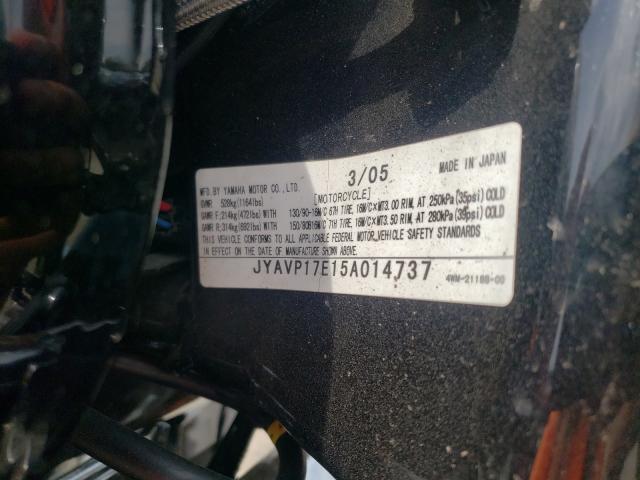 3/05 MADE IN JAPAN
MFD. BY YAMAHA MOTOR CO., LTD. [MOTORCYCLE]
GVWR 528kg (1164lbs)
GAWR F: 214kg (472lbs) WITH 130/90-16M/C 67H TIRE, 16M/C×MT3.00 RIM, AT 250kPa (35psi) COLD
GAWR R: 314kg (692lbs) WITH 150/80B16M/C 71H TIRE, 16M/C×MT3.50 RIM, AT 280kPa (39psi) COLD
THIS VEHICLE CONFORMS TO ALL APPLICABLE FEDERAL MOTOR VEHICLE SAFETY STANDARDS
IN EFFECT ON THE DATE OF MANUFACTURE SHOWN ABOVE.
JYAVP17E15A014737 4WM-21188-00